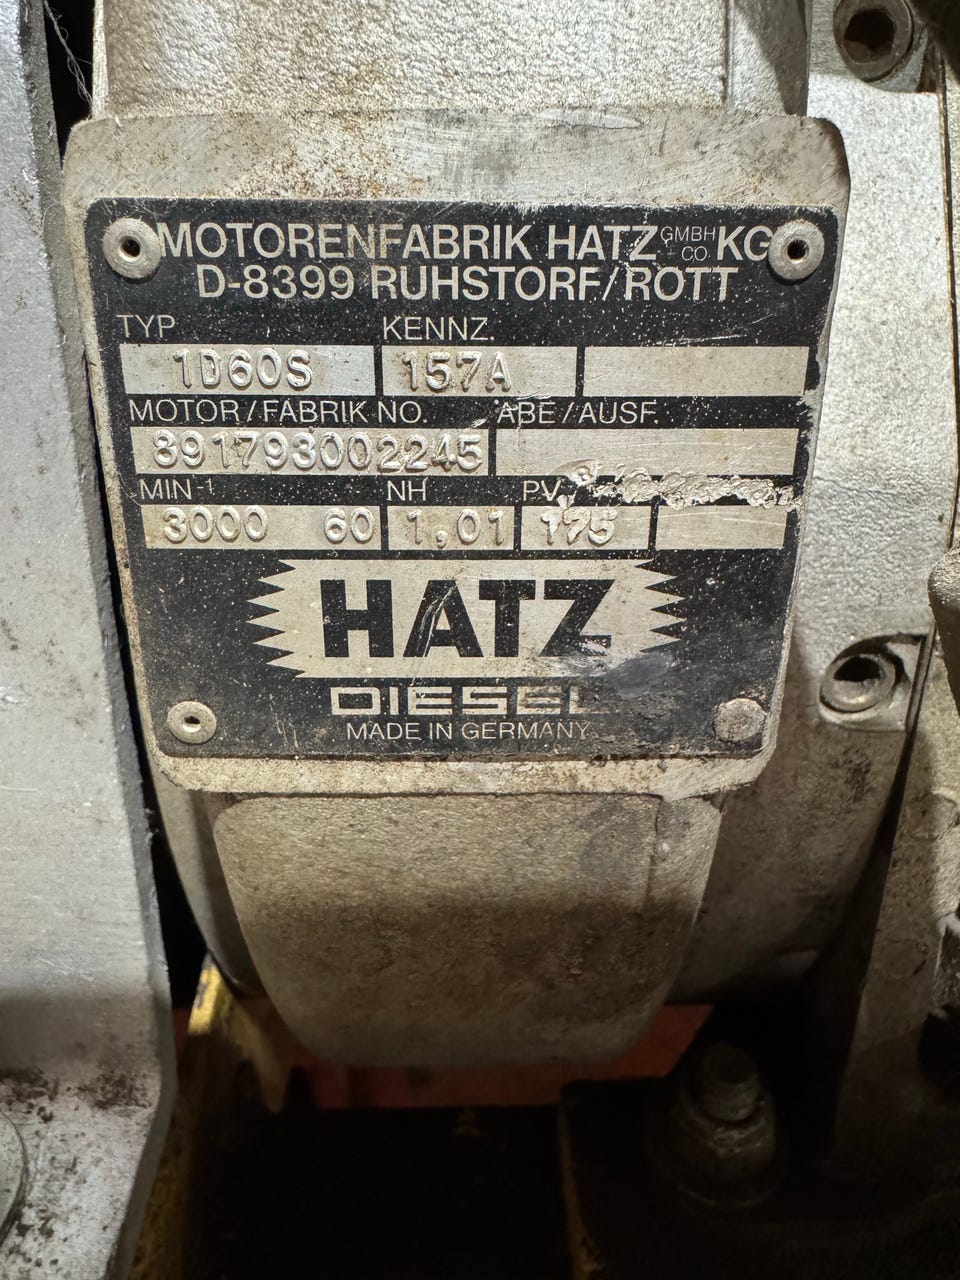 MOTORENFABRIK HATZ GMBH CO KG
D-8399 RUHSTORF/ROTT
TYP KENNZ.
1D60S 157A
MOTOR/FABRIK NO. ABE/AUSF.
391793002245
MIN-1 NH PV
3000 60 1,01 175
HATZ
DIESEL
MADE IN GERMANY